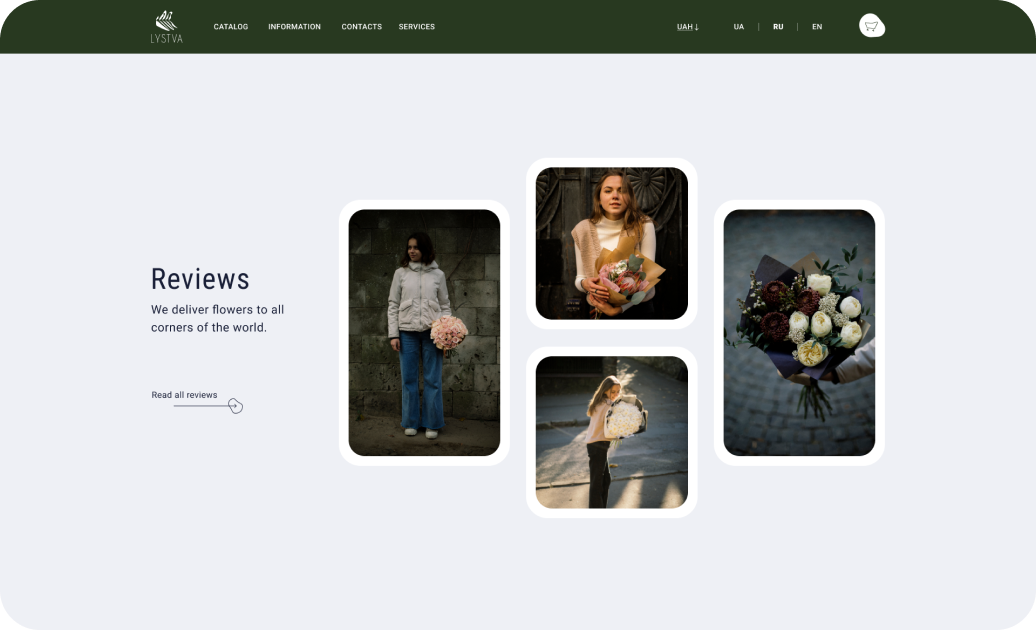 LYSTVA
CATALOG INFORMATION CONTACTS SERVICES UAH↓ UA | RU | EN
Reviews
We deliver flowers to all
corners of the world.
Read all reviews